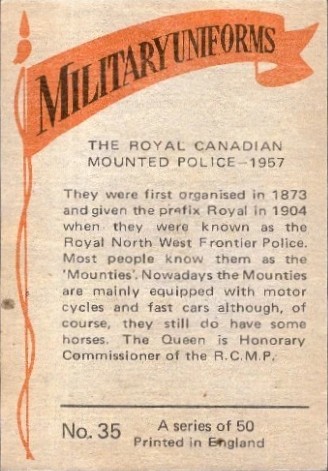 MILITARY UNIFORMS
THE ROYAL CANADIAN
MOUNTED POLICE—1957
They were first organised in 1873
and given the prefix Royal in 1904
when they were known as the
Royal North West Frontier Police.
Most people know them as the
'Mounties'. Nowadays the Mounties
are mainly equipped with motor
cycles and fast cars although, of
course, they still do have some
horses. The Queen is Honorary
Commissioner of the R.C.M.P.
No. 35
A series of 50
Printed in England